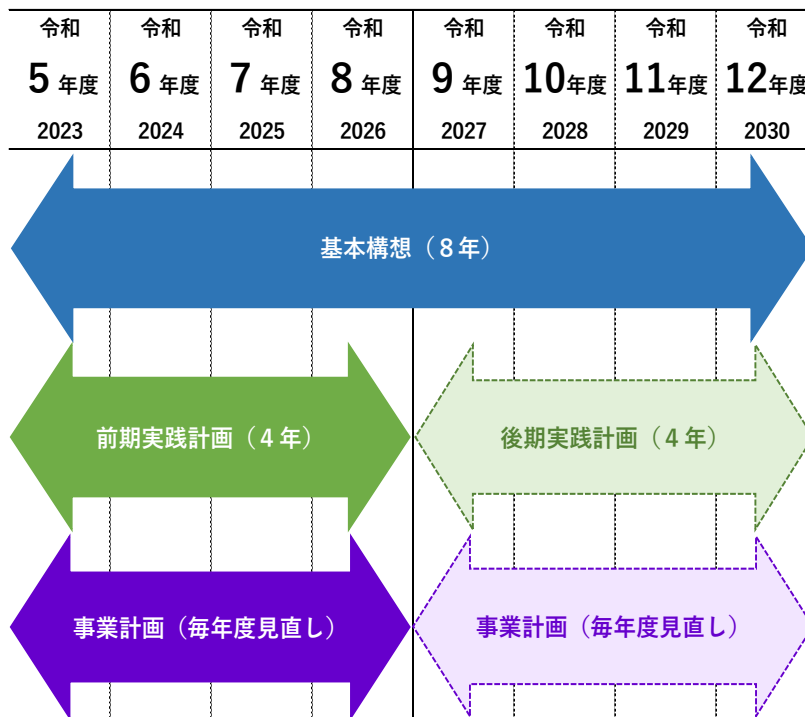 令和 令和 令和 令和 令和 令和 令和 令和
5 年度 6 年度 7 年度 8 年度 9 年度 10年度 11年度 12年度
2023 2024 2025 2026 2027 2028 2029 2030
基本構想（８年）
前期実践計画（４年） 後期実践計画（４年）
事業計画（毎年度見直し） 事業計画（毎年度見直し）